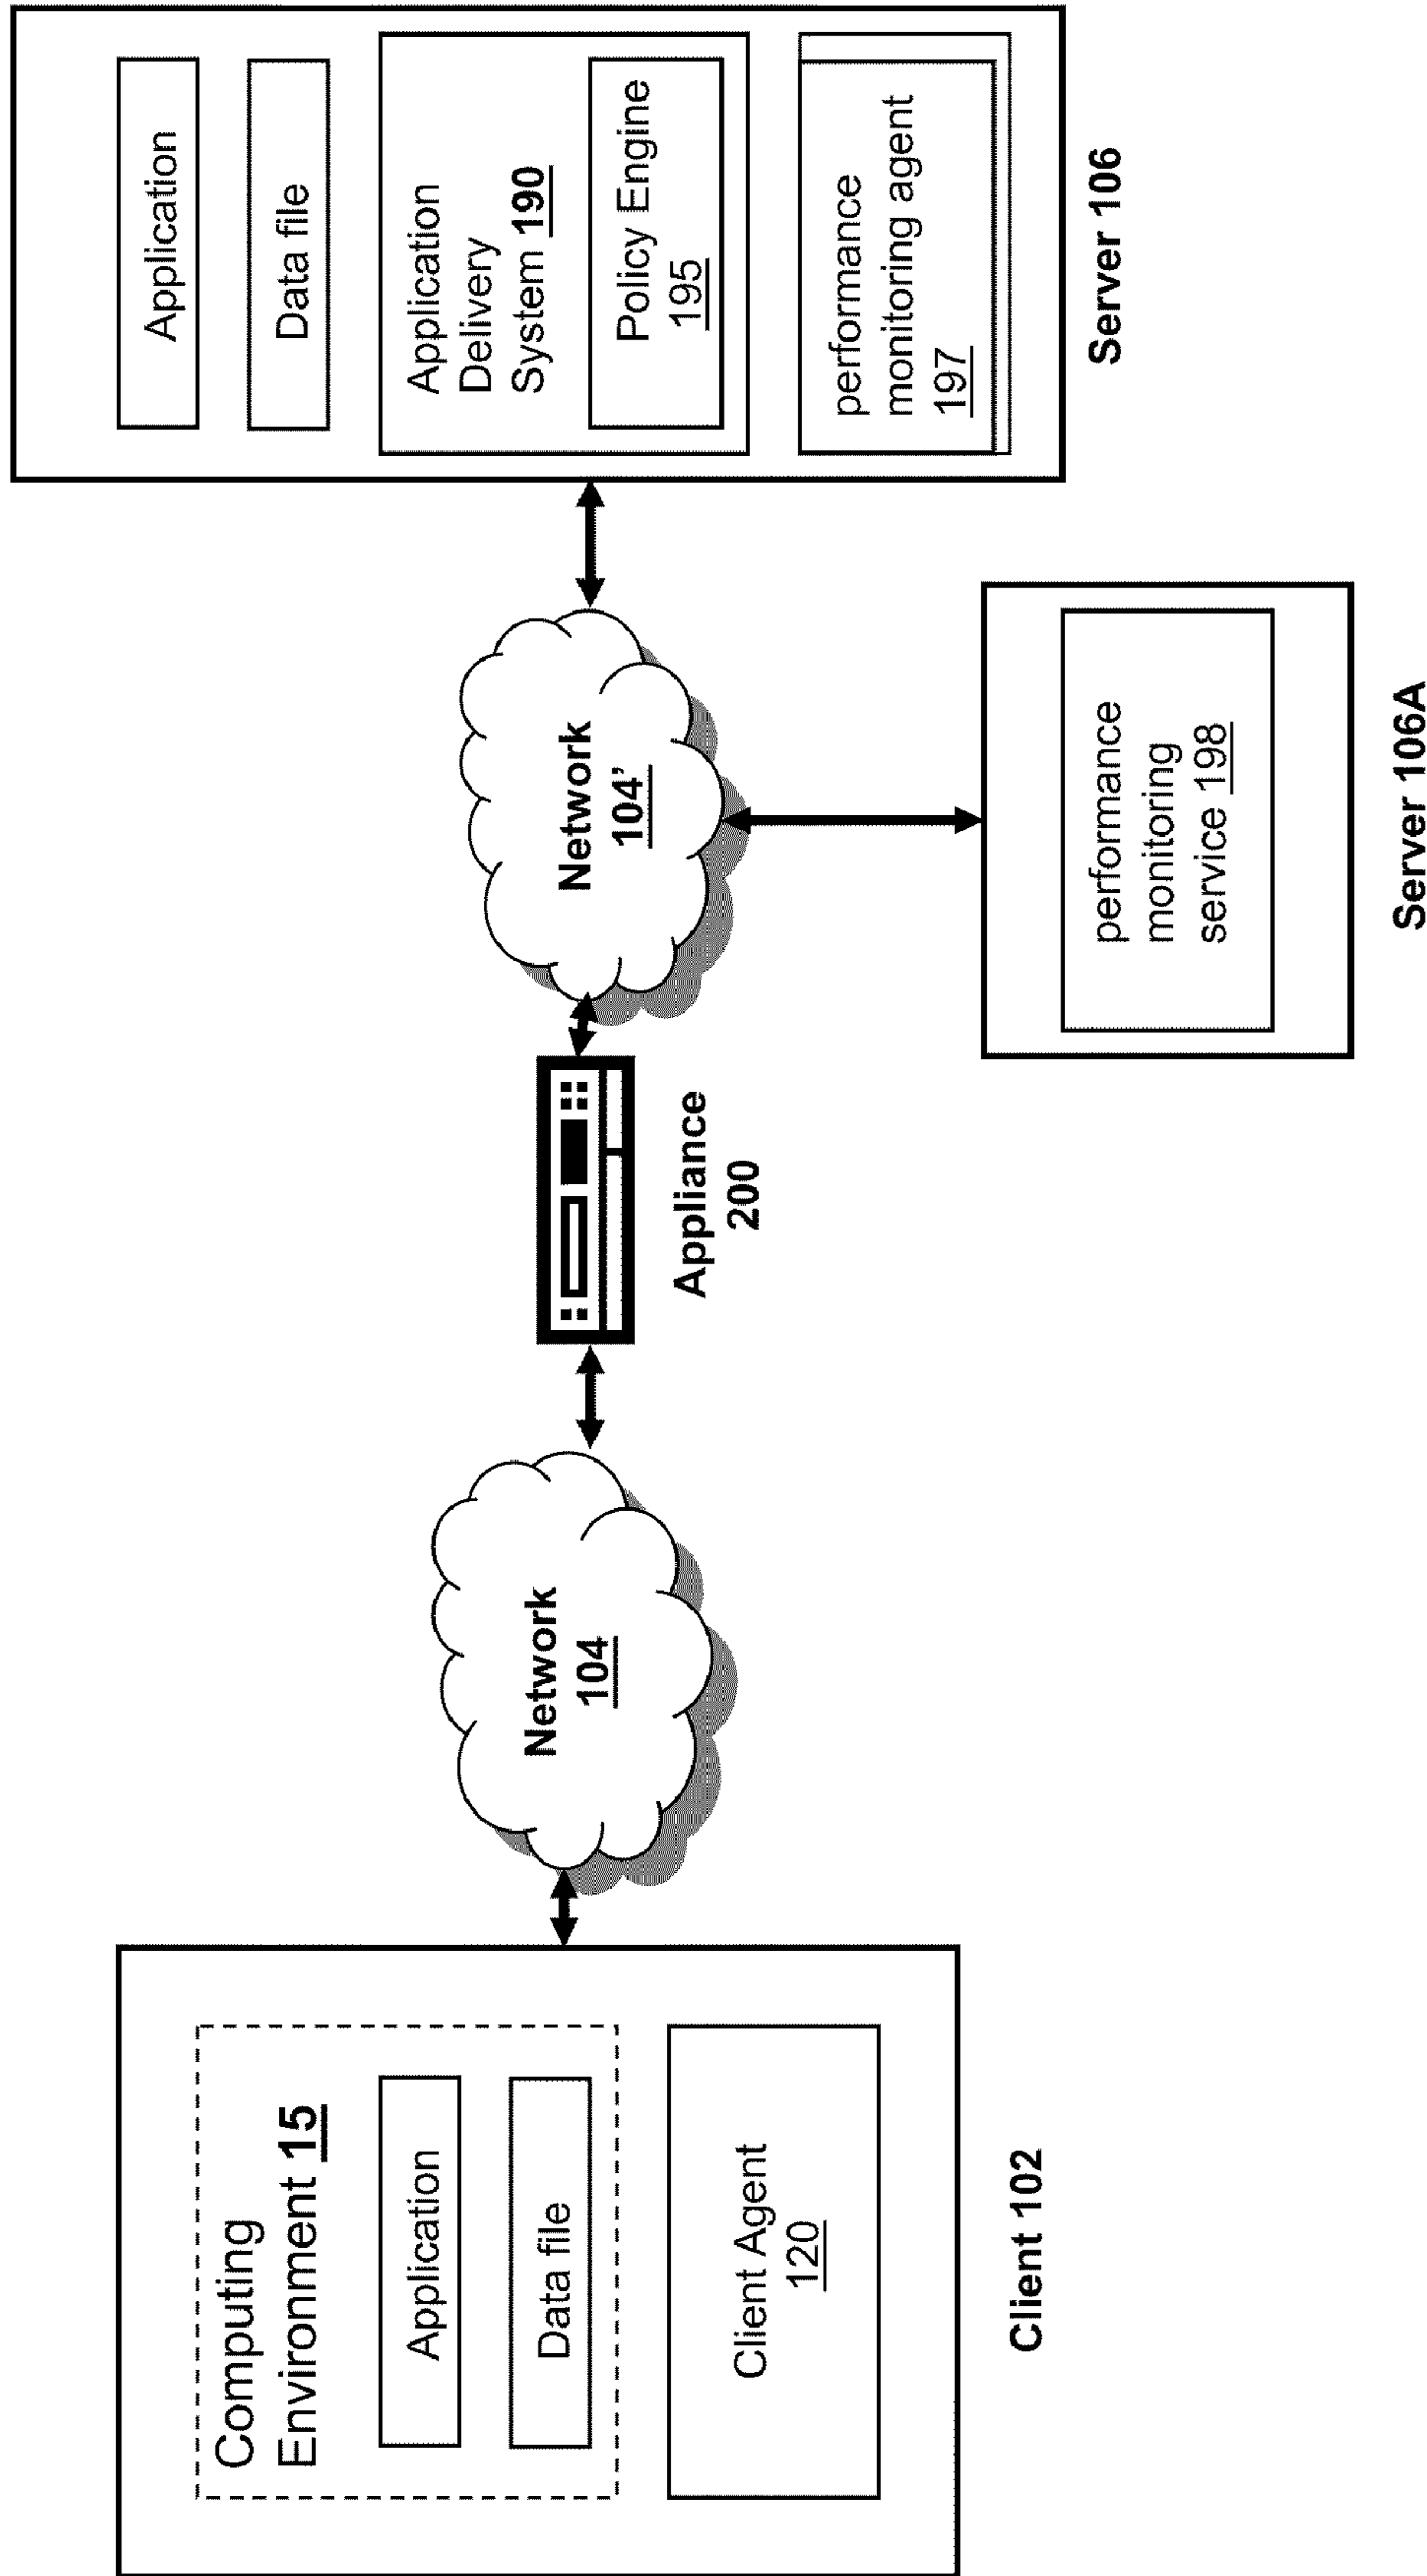 Computing
Environment 15
Application
Data file
Client Agent
120
Client 102
Network
104
Appliance
200
Network
104’
performance
monitoring
service 198
Server 106A
Application
Data file
Application
Delivery
System 190
Policy Engine
195
performance
monitoring agent
197
Server 106